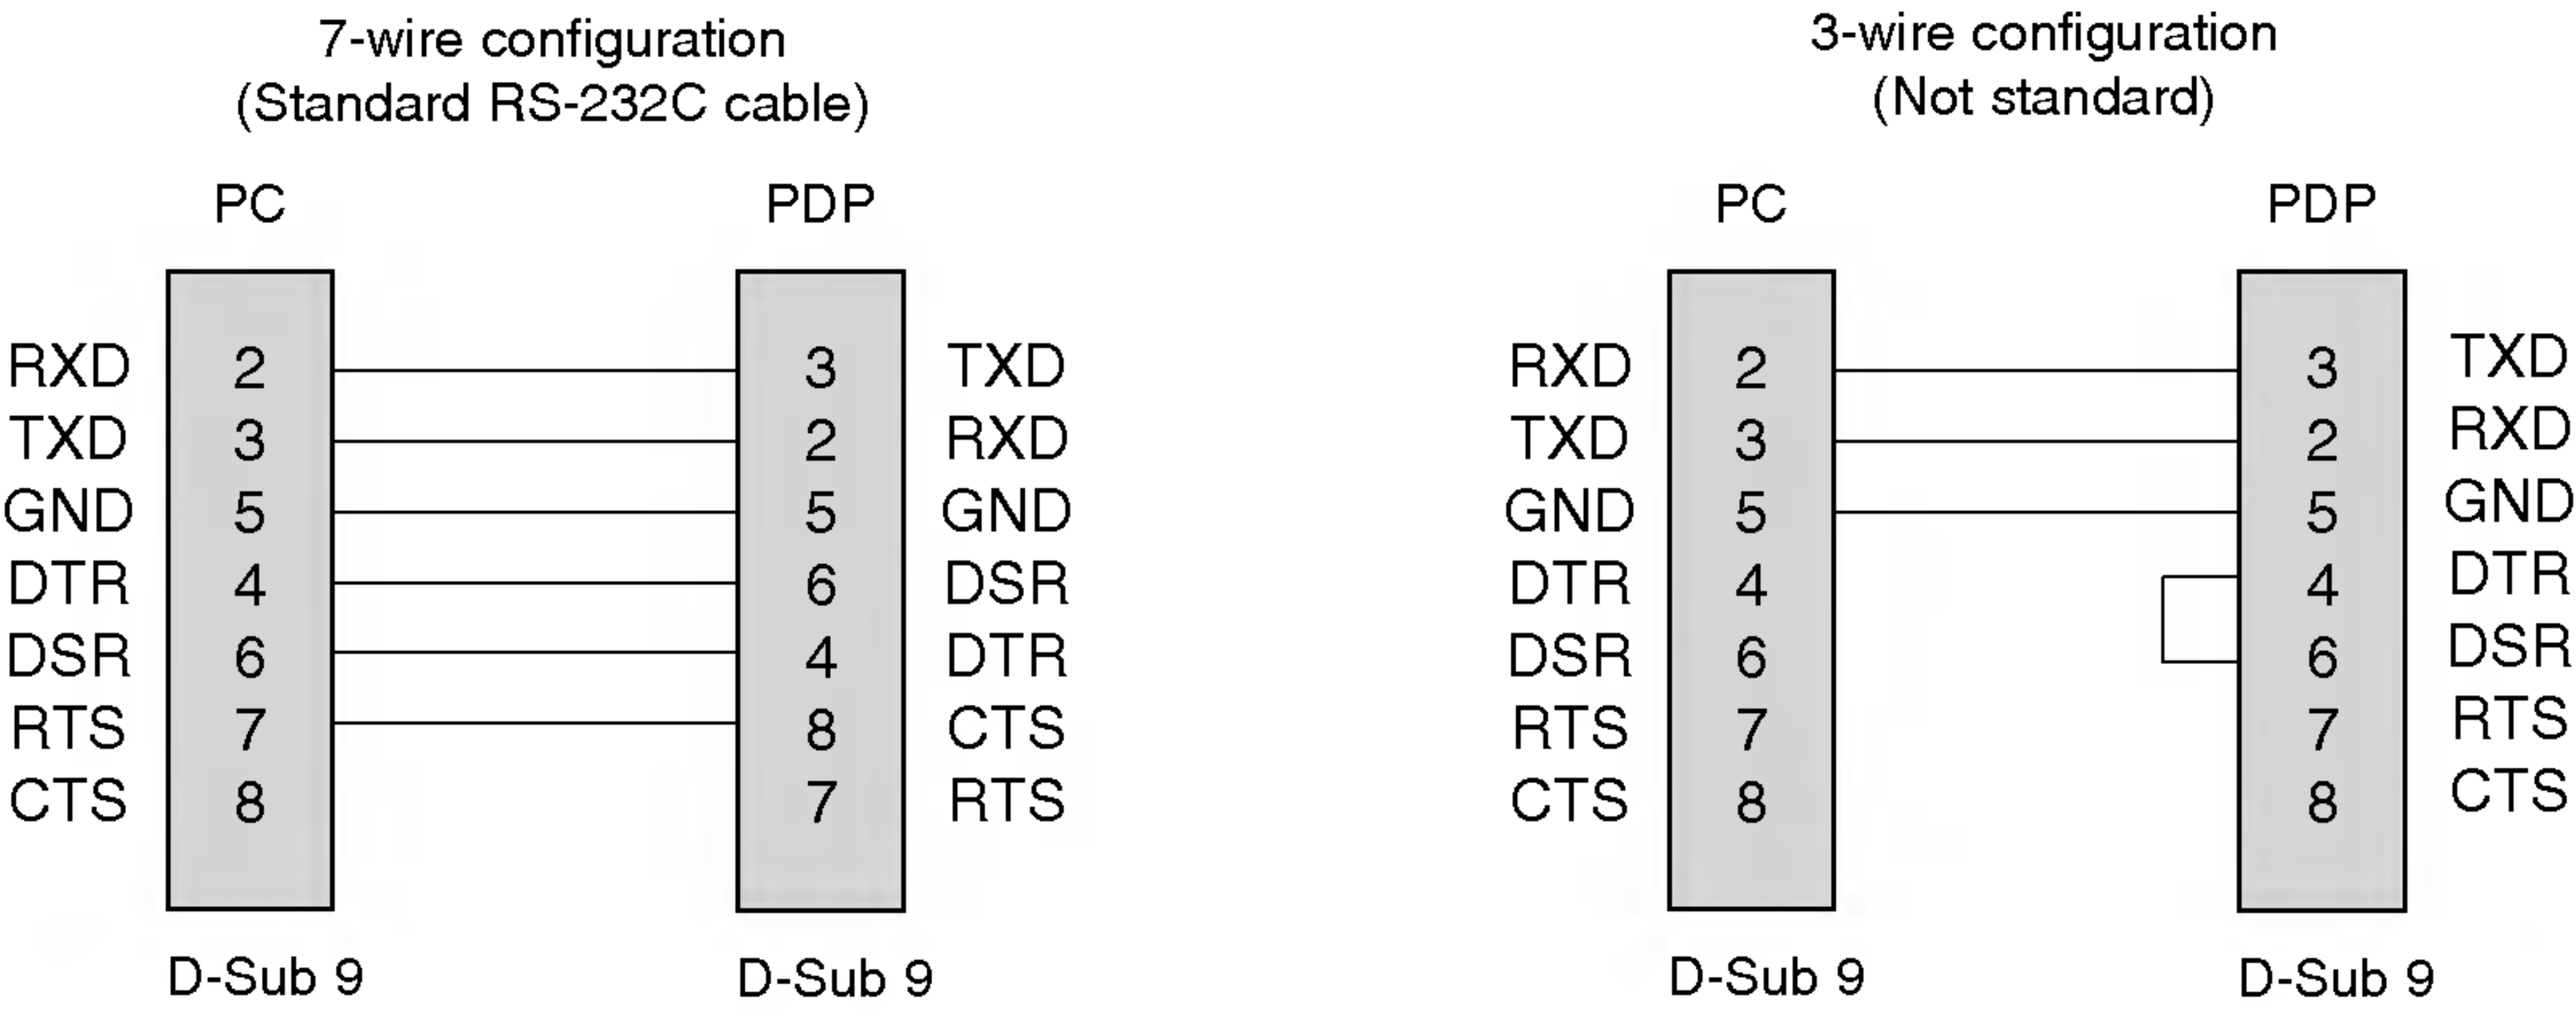 7-wire configuration
(Standard RS-232C cable)
PC PDP
RXD 2 3 TXD
TXD 3 2 RXD
GND 5 5 GND
DTR 4 6 DSR
DSR 6 4 DTR
RTS 7 8 CTS
CTS 8 7 RTS
D-Sub 9 D-Sub 9
3-wire configuration
(Not standard)
PC PDP
RXD 2 3 TXD
TXD 3 2 RXD
GND 5 5 GND
DTR 4 4 DTR
DSR 6 6 DSR
RTS 7 7 RTS
CTS 8 8 CTS
D-Sub 9 D-Sub 9